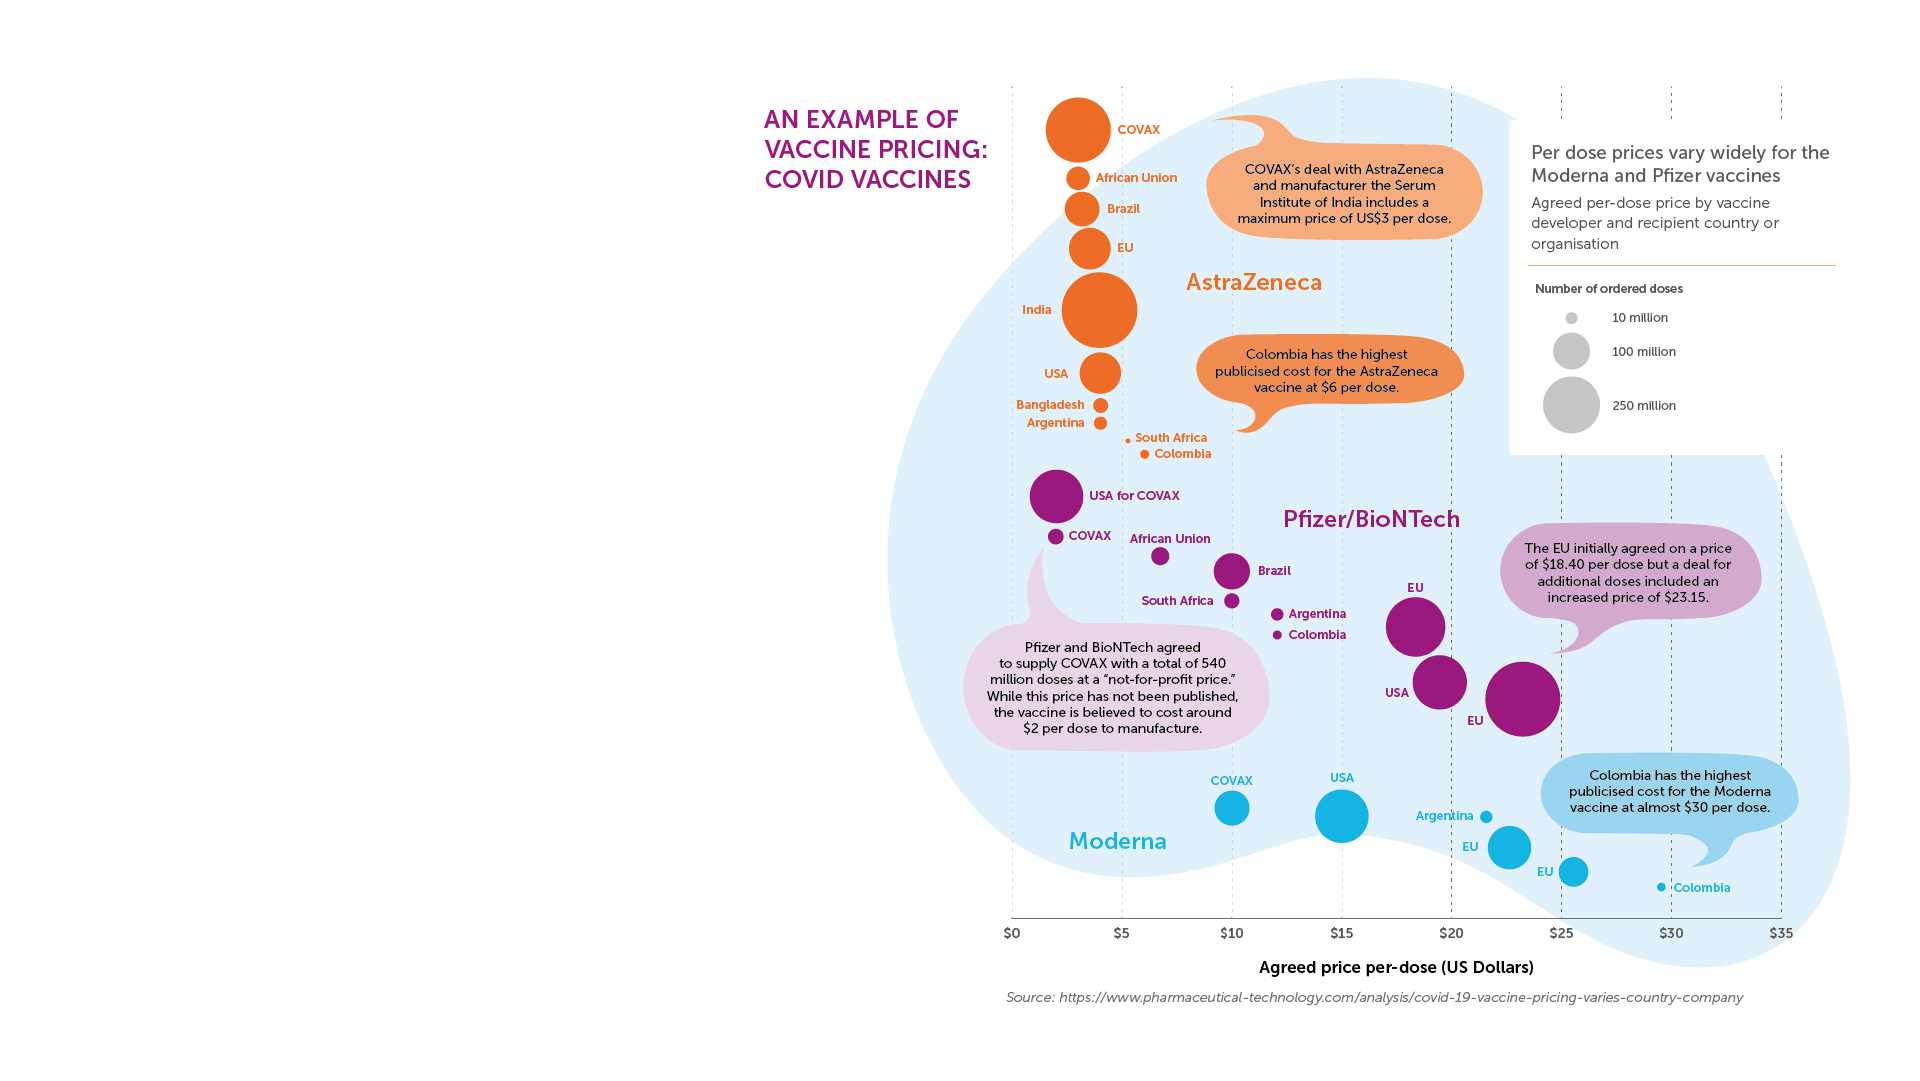 AN EXAMPLE OF
VACCINE PRICING:
COVID VACCINES
COVAX
African Union
Brazil
EU
India
USA
Bangladesh
Argentina
South Africa
Colombia
COVAX’s deal with AstraZeneca
and manufacturer the Serum
Institute of India includes a
maximum price of US$3 per dose.
AstraZeneca
Colombia has the highest
publicised cost for the AstraZeneca
vaccine at $6 per dose.
Per dose prices vary widely for the
Moderna and Pfizer vaccines
Agreed per-dose price by vaccine
developer and recipient country or
organisation
Number of ordered doses
10 million
100 million
250 million
USA for COVAX
COVAX
African Union
Pfizer/BioNTech
Brazil
South Africa
Argentina
Colombia
EU
USA
EU
The EU initially agreed on a price
of $18.40 per dose but a deal for
additional doses included an
increased price of $23.15.
Pfizer and BioNTech agreed
to supply COVAX with a total of 540
million doses at a “not-for-profit price.”
While this price has not been published,
the vaccine is believed to cost around
$2 per dose to manufacture.
COVAX
USA
Moderna
Argentina
EU
EU
Colombia
Colombia has the highest
publicised cost for the Moderna
vaccine at almost $30 per dose.
$0 $5 $10 $15 $20 $25 $30 $35
Agreed price per-dose (US Dollars)
Source: https://www.pharmaceutical-technology.com/analysis/covid-19-vaccine-pricing-varies-country-company